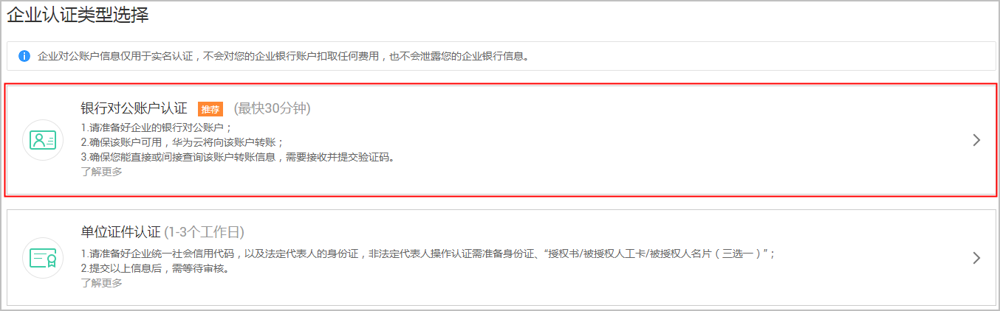 企业认证类型选择
企业对公账户信息仅用于实名认证，不会对您的企业银行账户扣取任何费用，也不会泄露您的企业银行信息。
银行对公账户认证 推荐 (最快30分钟)
1.请准备好企业的银行对公账户；
2.确保该账户可用，华为云将向该账户转账；
3.确保您能直接或间接查询该账户转账信息，需要接收并提交验证码。
了解更多
单位证件认证 (1-3个工作日)
1.请准备好企业统一社会信用代码，以及法定代表人的身份证，非法定代表人操作认证需准备身份证、“授权书/被授权人工卡/被授权人名片（三选一）”；
2.提交以上信息后，需等待审核。
了解更多